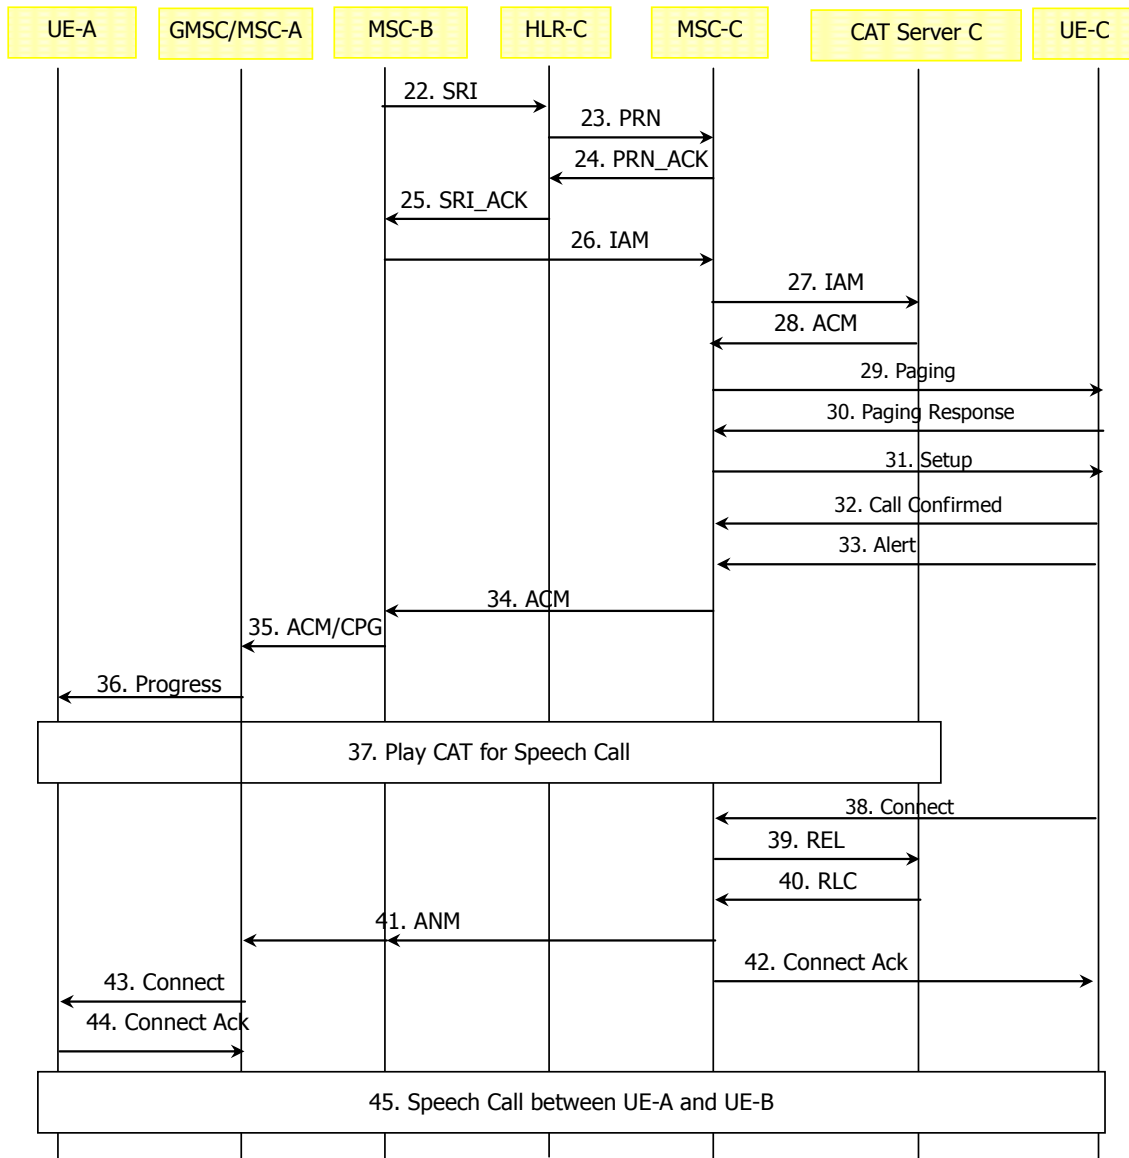 UE-A
GMSC/MSC-A
MSC-B
HLR-C
MSC-C
CAT Server C
UE-C
22. SRI
23. PRN
24. PRN_ACK
25. SRI_ACK
26. IAM
27. IAM
28. ACM
29. Paging
30. Paging Response
31. Setup
32. Call Confirmed
33. Alert
34. ACM
35. ACM/CPG
36. Progress
37. Play CAT for Speech Call
38. Connect
39. REL
40. RLC
41. ANM
42. Connect Ack
43. Connect
44. Connect Ack
45. Speech Call between UE-A and UE-B